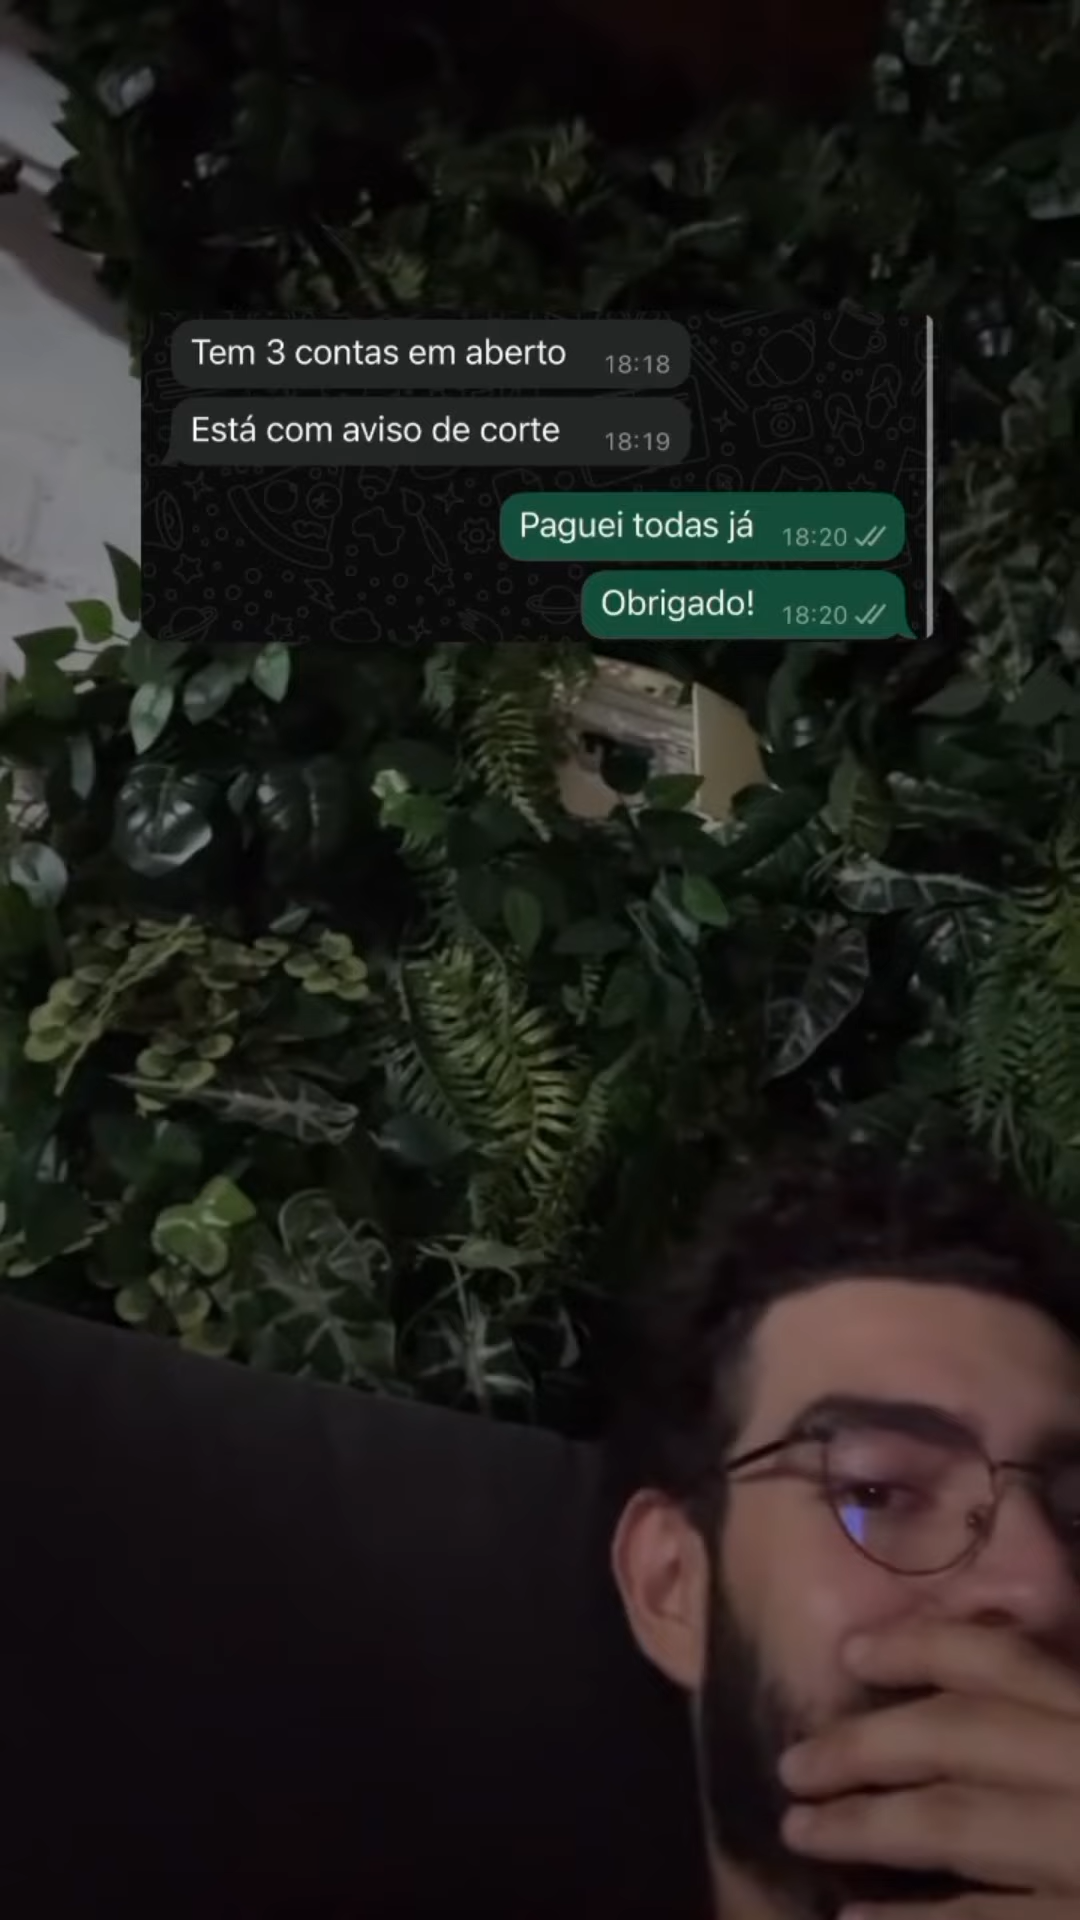 Tem 3 contas em aberto 18:18
Está com aviso de corte 18:19
Paguei todas já 18:20
Obrigado! 18:20